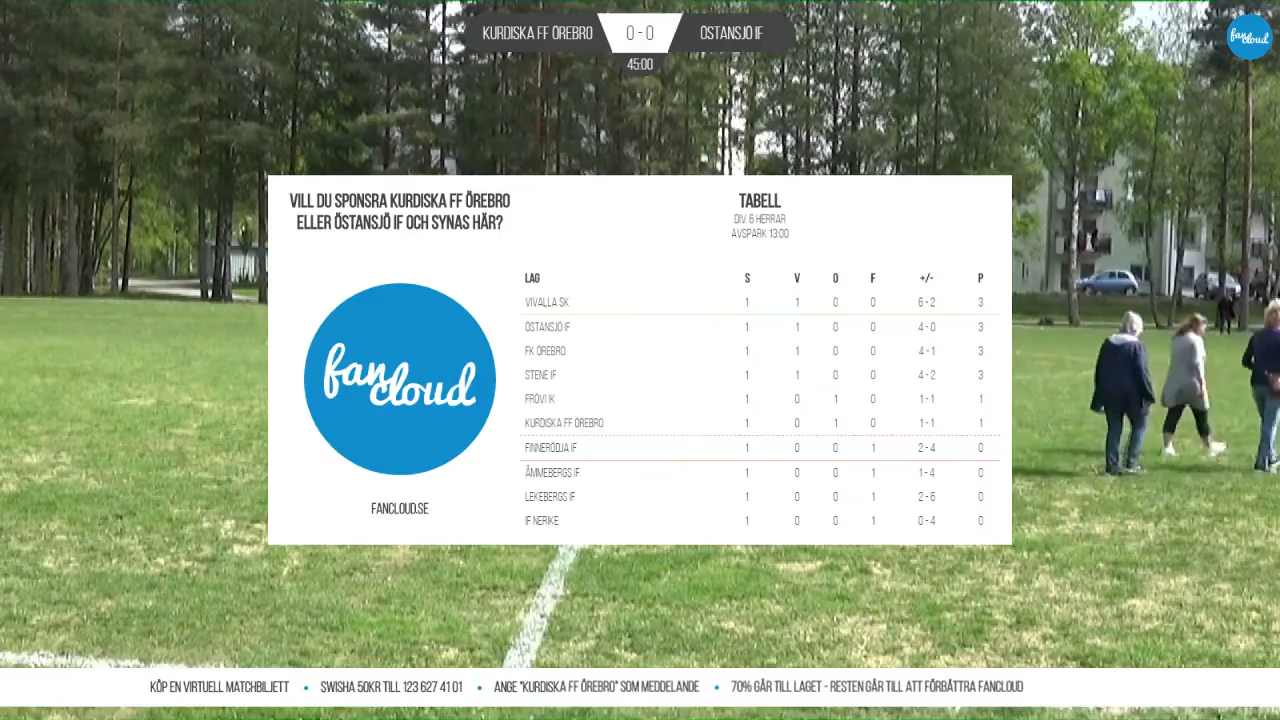 KURDISKA FF ÖREBRO 0 - 0 ÖSTANSJÖ IF
45:00
fan
cloud
VILL DU SPONSRA KURDISKA FF ÖREBRO
ELLER ÖSTANSJÖ IF OCH SYNAS HÄR?
fan
cloud
FANCLOUD.SE
TABELL
DIV. 6 HERRAR
AVSPARK 13:00
LAG S V O F +/- P
VIVALLA SK 1 1 0 0 6 - 2 3
ÖSTANSJÖ IF 1 1 0 0 4 - 0 3
FK ÖREBRO 1 1 0 0 4 - 1 3
STENE IF 1 1 0 0 4 - 2 3
FRÖVI IK 1 0 1 0 1 - 1 1
KURDISKA FF ÖREBRO 1 0 1 0 1 - 1 1
FINNERÖDJA IF 1 0 0 1 2 - 4 0
ÅMMEBERGS IF 1 0 0 1 1 - 4 0
LEKEBERGS IF 1 0 0 1 2 - 6 0
IF NERIKE 1 0 0 1 0 - 4 0
KÖP EN VIRTUELL MATCHBILJETT • SWISHA 50KR TILL 123 627 41 01 • ANGE "KURDISKA FF ÖREBRO" SOM MEDDELANDE • 70% GÅR TILL LAGET - RESTEN GÅR TILL ATT FÖRBÄTTRA FANCLOUD